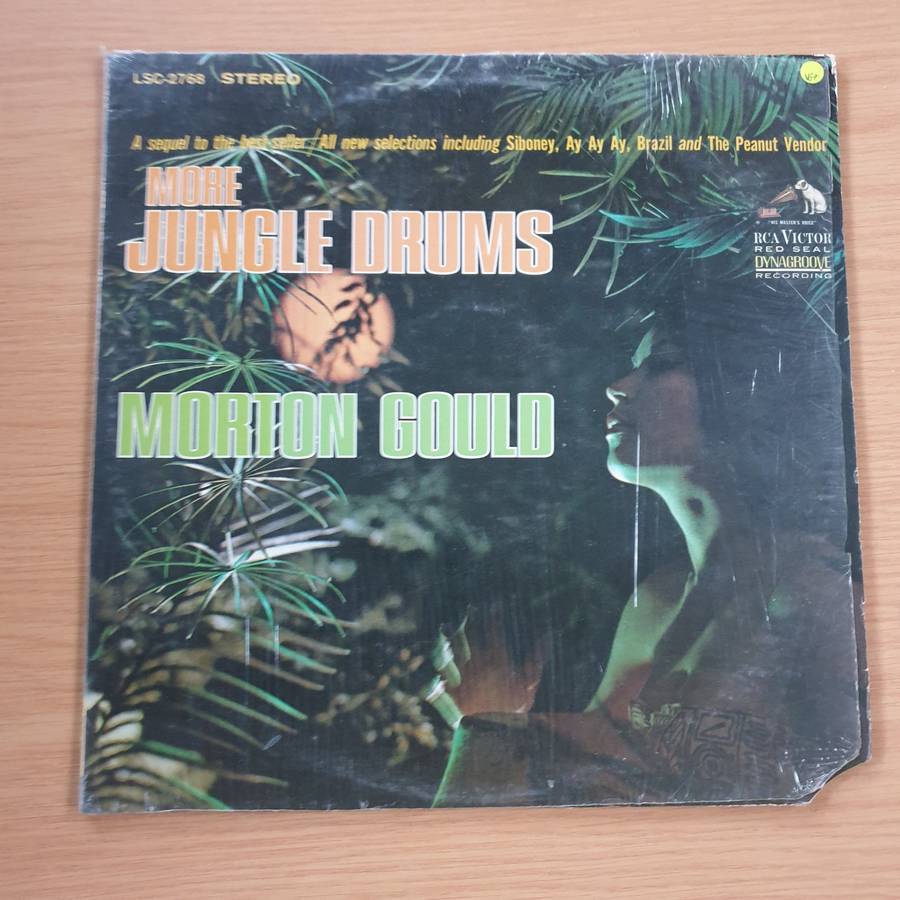 LSC-2768 STEREO
A sequel to the best-seller/All new selections including Siboney, Ay Ay Ay, Brazil and The Peanut Vendor
MORE
JUNGLE DRUMS
"HIS MASTER'S VOICE"
RCA VICTOR
RED SEAL
DYNAGROOVE
RECORDING
MORTON GOULD